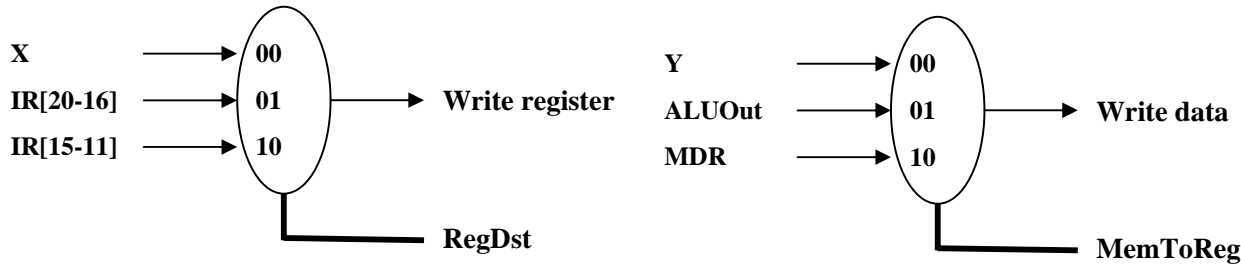 X 00
IR[20-16] 01 Write register
IR[15-11] 10
RegDst
Y 00
ALUOut 01 Write data
MDR 10
MemToReg